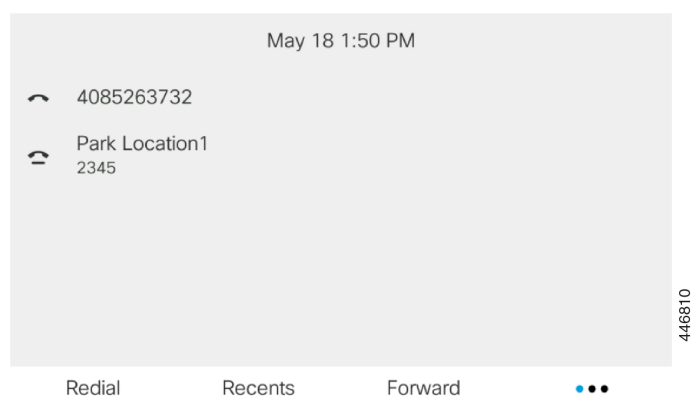 May 18 1:50 PM
4085263732
Park Location1
2345
446810
Redial Recents Forward